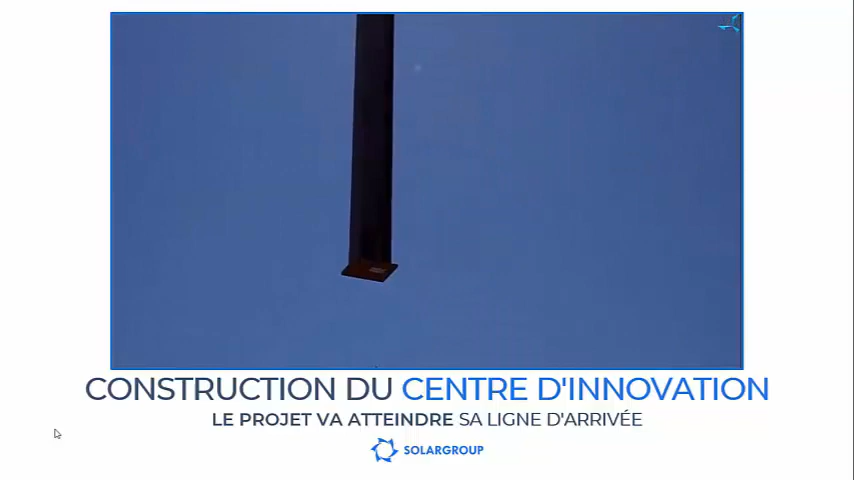 CONSTRUCTION DU CENTRE D'INNOVATION
LE PROJET VA ATTEINDRE SA LIGNE D'ARRIVÉE
SOLARGROUP